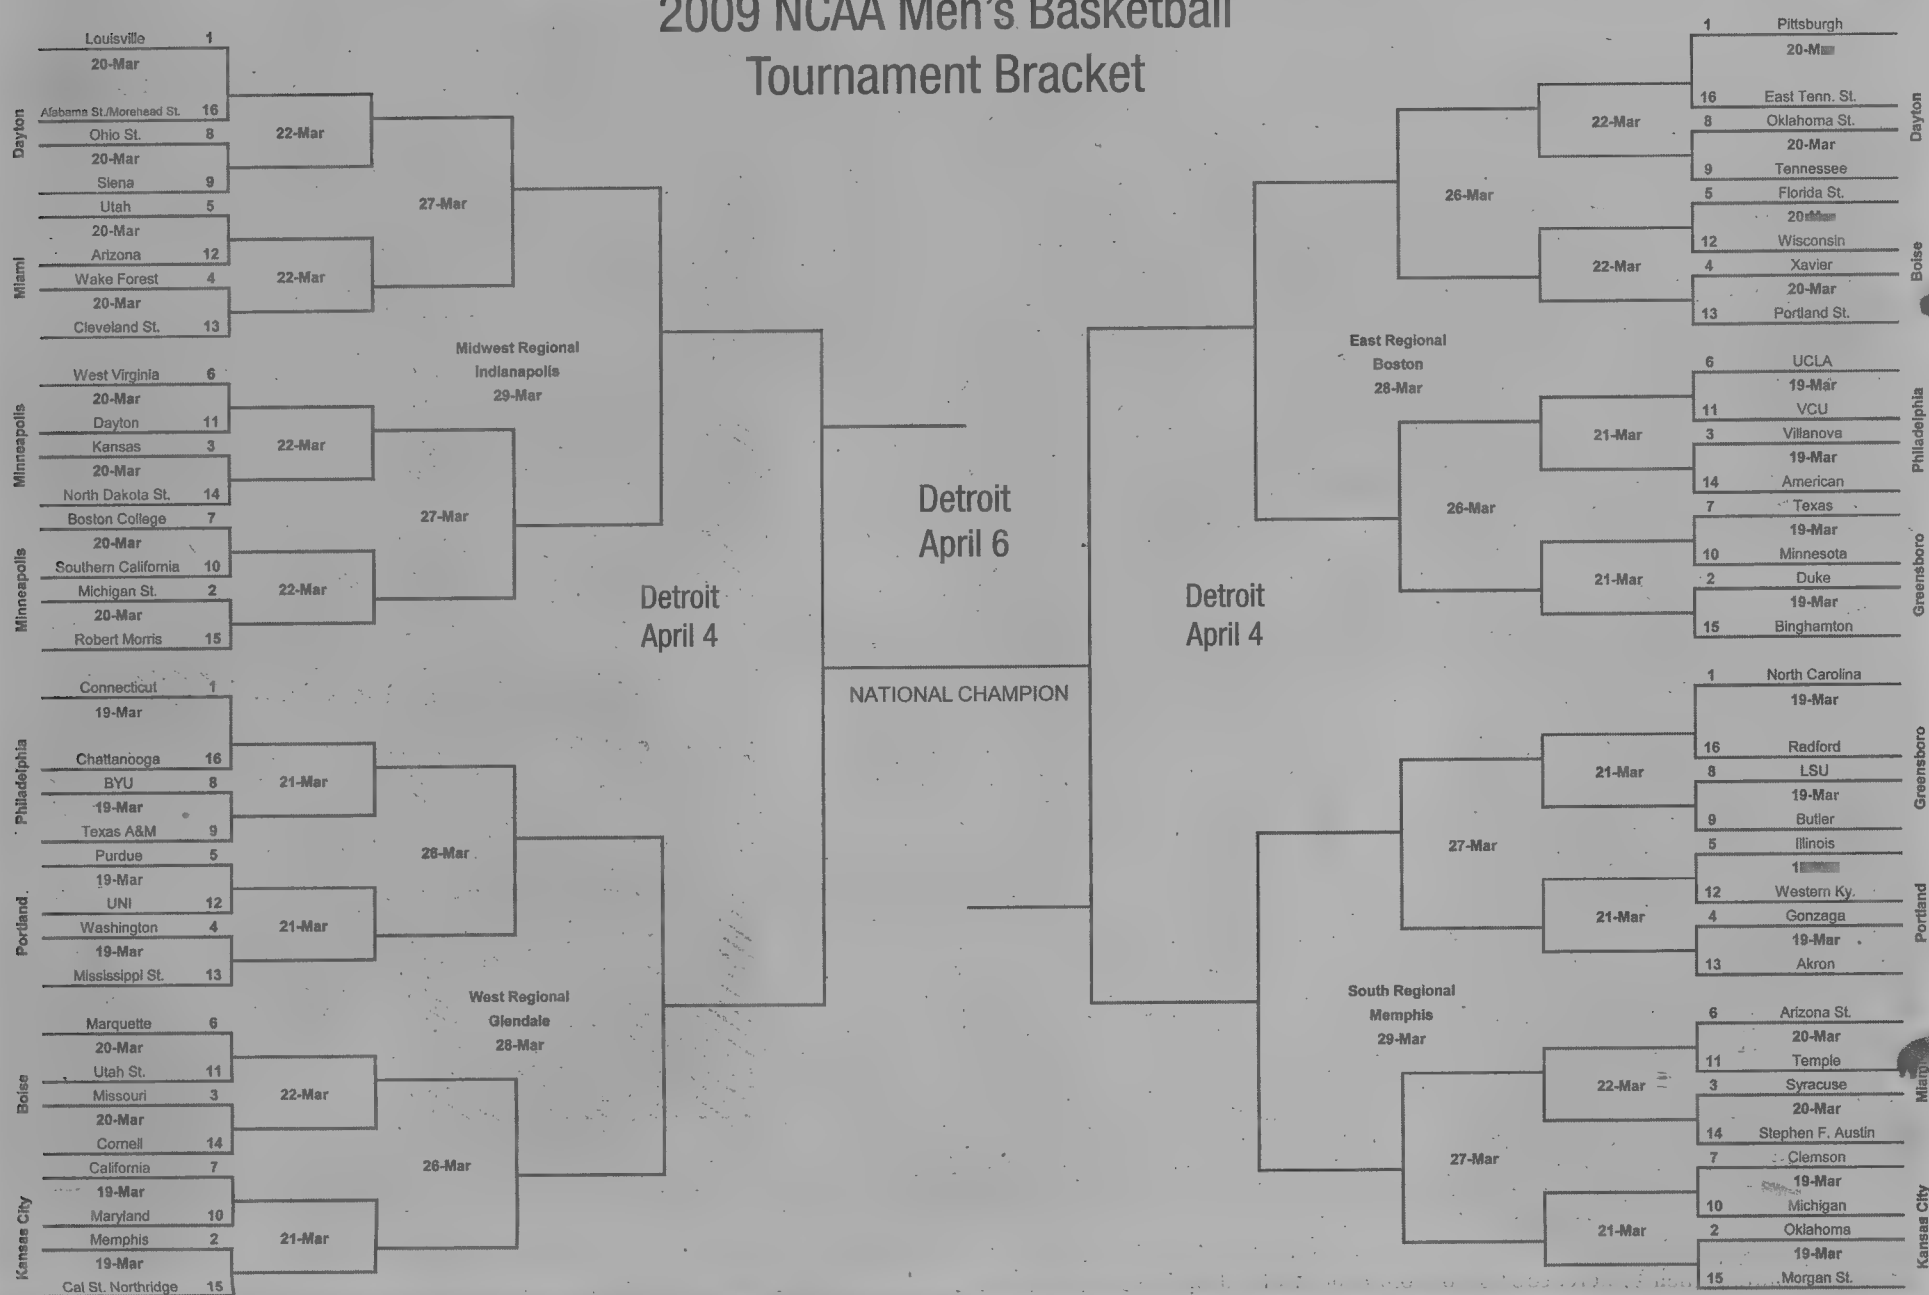 2009 NCAA Men's Basketball
Tournament Bracket
Louisville 1
20-Mar
Alabama St./Morehead St. 16
Ohio St. 8
20-Mar
Siena 9
Utah 5
20-Mar
Arizona 12
Wake Forest 4
20-Mar
Cleveland St. 13
West Virginia 6
20-Mar
Dayton 11
Kansas 3
20-Mar
North Dakota St. 14
Boston College 7
20-Mar
Southern California 10
Michigan St. 2
20-Mar
Robert Morris 15
Dayton
Miami
Minneapolis
Minneapolis
22-Mar
22-Mar
22-Mar
22-Mar
27-Mar
27-Mar
Midwest Regional
Indianapolis
29-Mar
Connecticut 1
19-Mar
Chattanooga 16
BYU 8
19-Mar
Texas A&M 9
Purdue 5
19-Mar
UNI 12
Washington 4
19-Mar
Mississippi St. 13
Marquette 6
20-Mar
Utah St. 11
Missouri 3
20-Mar
Cornell 14
California 7
19-Mar
Maryland 10
Memphis 2
19-Mar
Cal St. Northridge 15
Philadelphia
Portland
Boise
Kansas City
21-Mar
21-Mar
22-Mar
21-Mar
26-Mar
26-Mar
West Regional
Glendale
28-Mar
Detroit
April 4
Detroit
April 6
NATIONAL CHAMPION
Detroit
April 4
1 Pittsburgh
16 East Tenn. St.
8 Oklahoma St.
20-Mar
9 Tennessee
5 Florida St.
12 Wisconsin
4 Xavier
20-Mar
13 Portland St.
6 UCLA
19-Mar
11 VCU
3 Villanova
19-Mar
14 American
7 Texas
19-Mar
10 Minnesota
2 Duke
19-Mar
15 Binghamton
Dayton
Boise
Philadelphia
Greensboro
22-Mar
22-Mar
21-Mar
21-Mar
26-Mar
26-Mar
East Regional
Boston
28-Mar
1 North Carolina
19-Mar
16 Radford
8 LSU
19-Mar
9 Butler
5 Illinois
12 Western Ky.
4 Gonzaga
19-Mar
13 Akron
6 Arizona St.
20-Mar
11 Temple
3 Syracuse
20-Mar
14 Stephen F. Austin
7 Clemson
19-Mar
10 Michigan
2 Oklahoma
19-Mar
15 Morgan St.
Greensboro
Portland
Miami
Kansas City
21-Mar
21-Mar
22-Mar
21-Mar
27-Mar
27-Mar
South Regional
Memphis
29-Mar